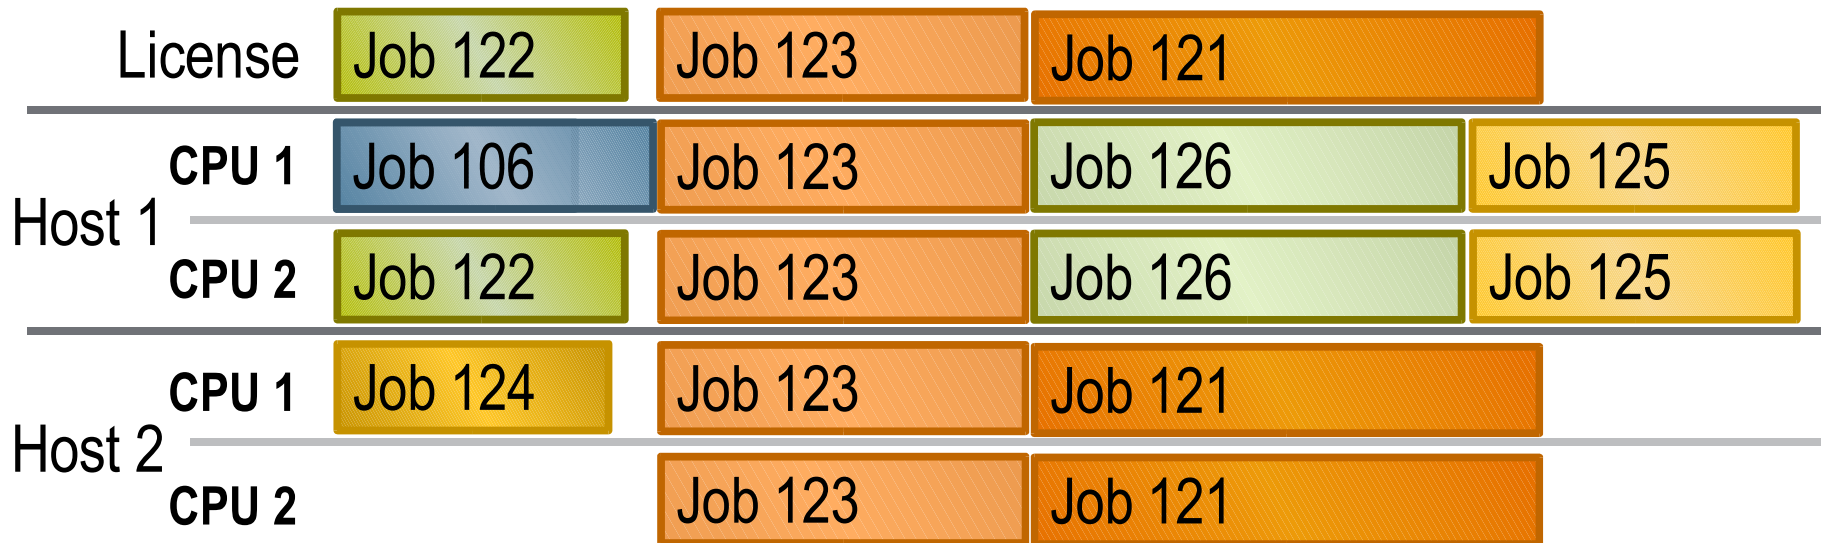 License Job 122 Job 123 Job 121
CPU 1 Job 106 Job 123 Job 126 Job 125
Host 1
CPU 2 Job 122 Job 123 Job 126 Job 125
CPU 1 Job 124 Job 123 Job 121
Host 2
CPU 2 Job 123 Job 121